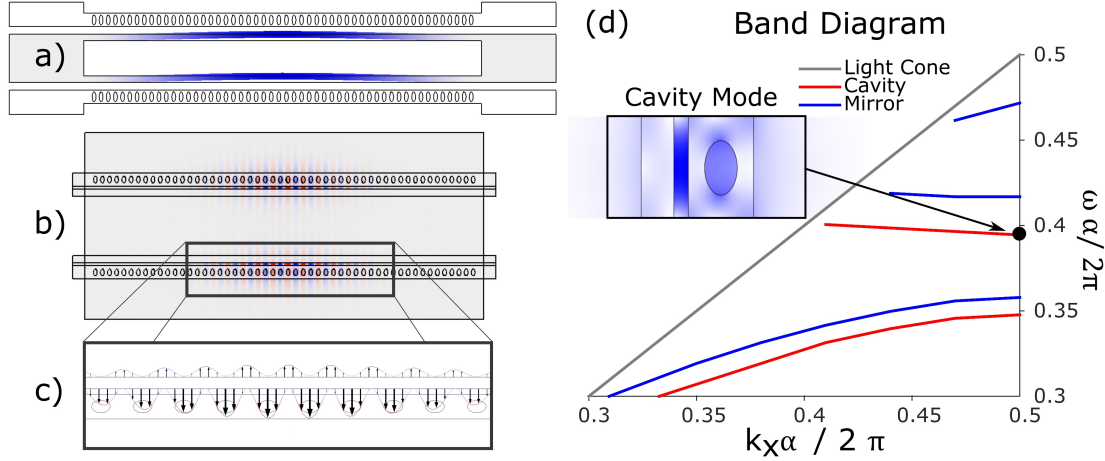 a)
b)
c)
(d)
Band Diagram
Light Cone
Cavity
Mirror
Cavity Mode
0.5
0.45
0.4
0.35
0.3
ω α / 2π
0.3
0.35
0.4
0.45
0.5
kxα / 2 π